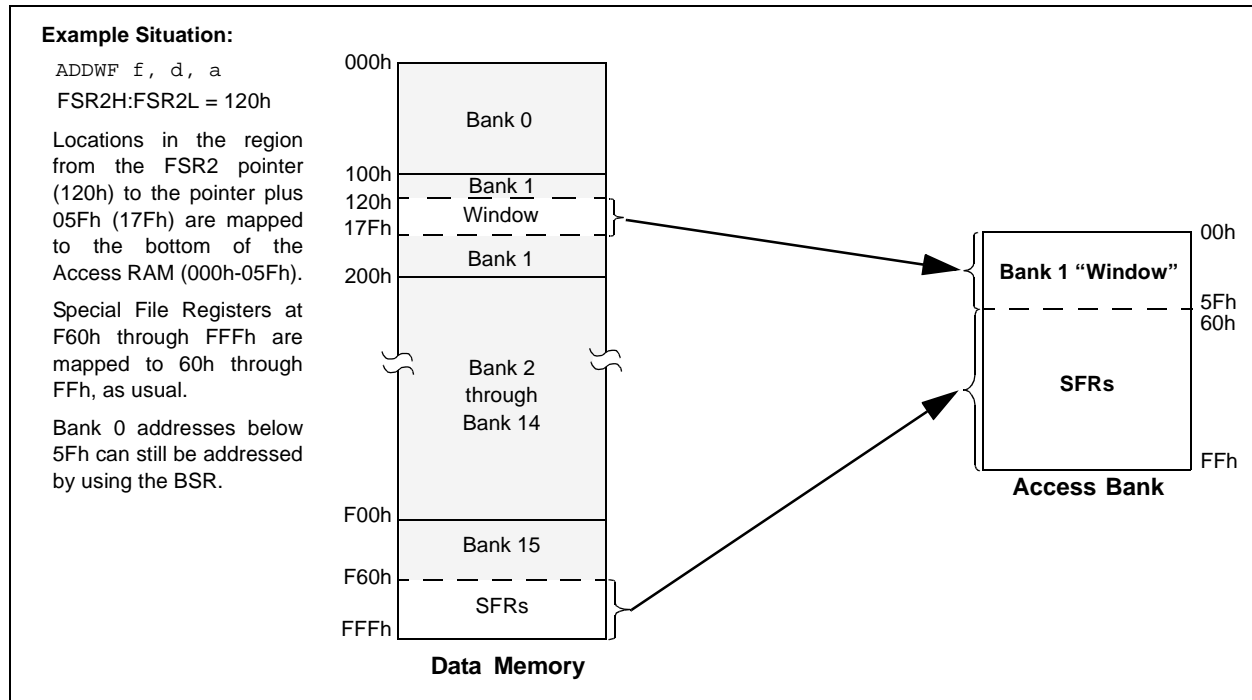 Example Situation:
ADDWF f, d, a
FSR2H:FSR2L = 120h
Locations in the region
from the FSR2 pointer
(120h) to the pointer plus
05Fh (17Fh) are mapped
to the bottom of the
Access RAM (000h-05Fh).
Special File Registers at
F60h through FFFh are
mapped to 60h through
FFh, as usual.
Bank 0 addresses below
5Fh can still be addressed
by using the BSR.
000h
Bank 0
100h
Bank 1
120h
Window
17Fh
Bank 1
200h
Bank 2
through
Bank 14
F00h
Bank 15
F60h
SFRs
FFFh
Data Memory
00h
Bank 1 “Window”
5Fh
60h
SFRs
FFh
Access Bank